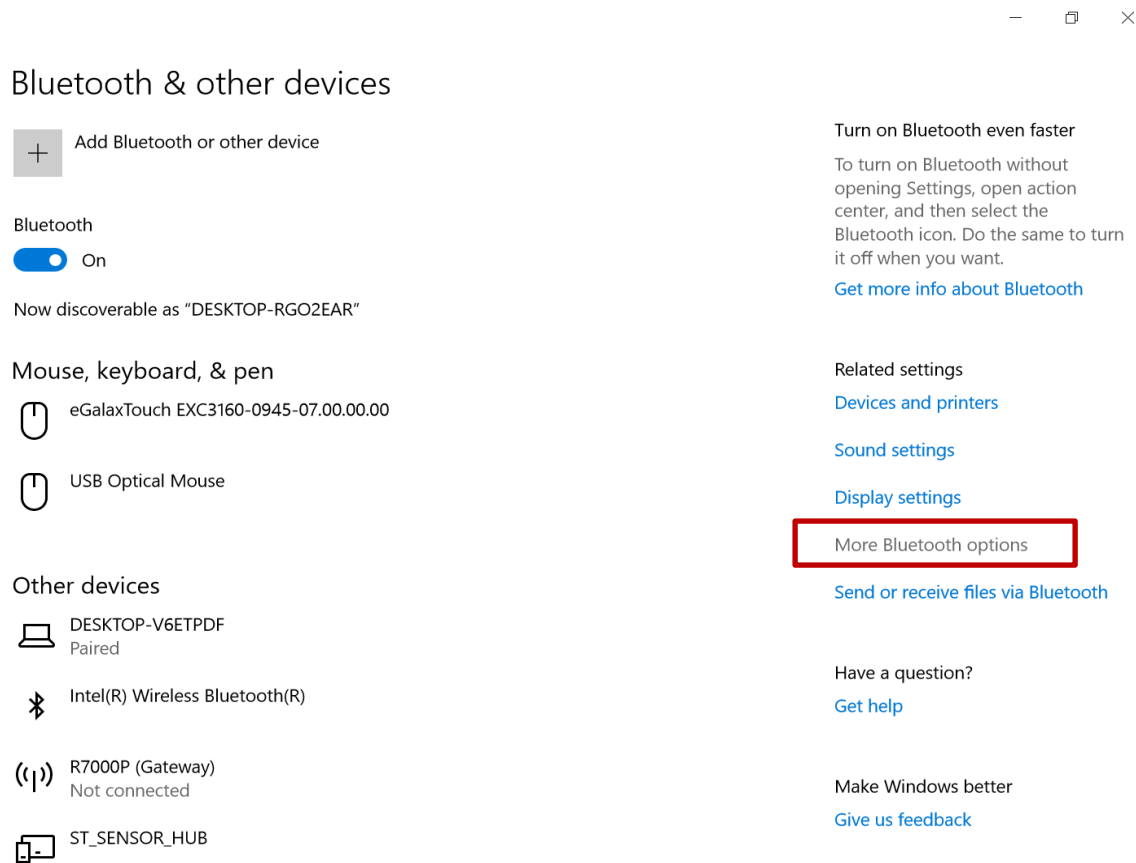 Bluetooth & other devices
Add Bluetooth or other device
Bluetooth
On
Now discoverable as “DESKTOP-RGO2EAR”
Mouse, keyboard, & pen
eGalaxTouch EXC3160-0945-07.00.00.00
USB Optical Mouse
Other devices
DESKTOP-V6ETPDF
Paired
Intel(R) Wireless Bluetooth(R)
R7000P (Gateway)
Not connected
ST_SENSOR_HUB
Turn on Bluetooth even faster
To turn on Bluetooth without
opening Settings, open action
center, and then select the
Bluetooth icon. Do the same to turn
it off when you want.
Get more info about Bluetooth
Related settings
Devices and printers
Sound settings
Display settings
More Bluetooth options
Send or receive files via Bluetooth
Have a question?
Get help
Make Windows better
Give us feedback